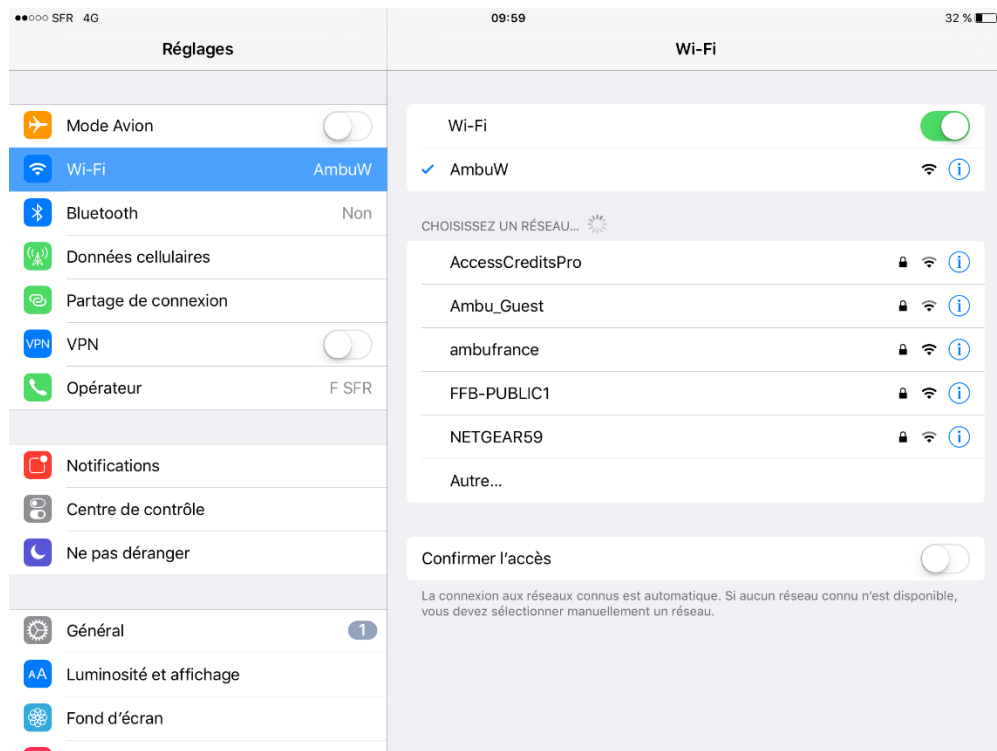 SFR 4G
09:59
32 %
Réglages
Wi-Fi
Mode Avion
Wi-Fi AmbuW
Bluetooth Non
Données cellulaires
Partage de connexion
VPN VPN
Opérateur F SFR
Notifications
Centre de contrôle
Ne pas déranger
Général 1
AA Luminosité et affichage
Fond d'écran
Wi-Fi
AmbuW
CHOISISSEZ UN RÉSEAU...
AccessCreditsPro
Ambu_Guest
ambufrance
FFB-PUBLIC1
NETGEAR59
Autre...
Confirmer l'accès
La connexion aux réseaux connus est automatique. Si aucun réseau connu n'est disponible,
vous devez sélectionner manuellement un réseau.